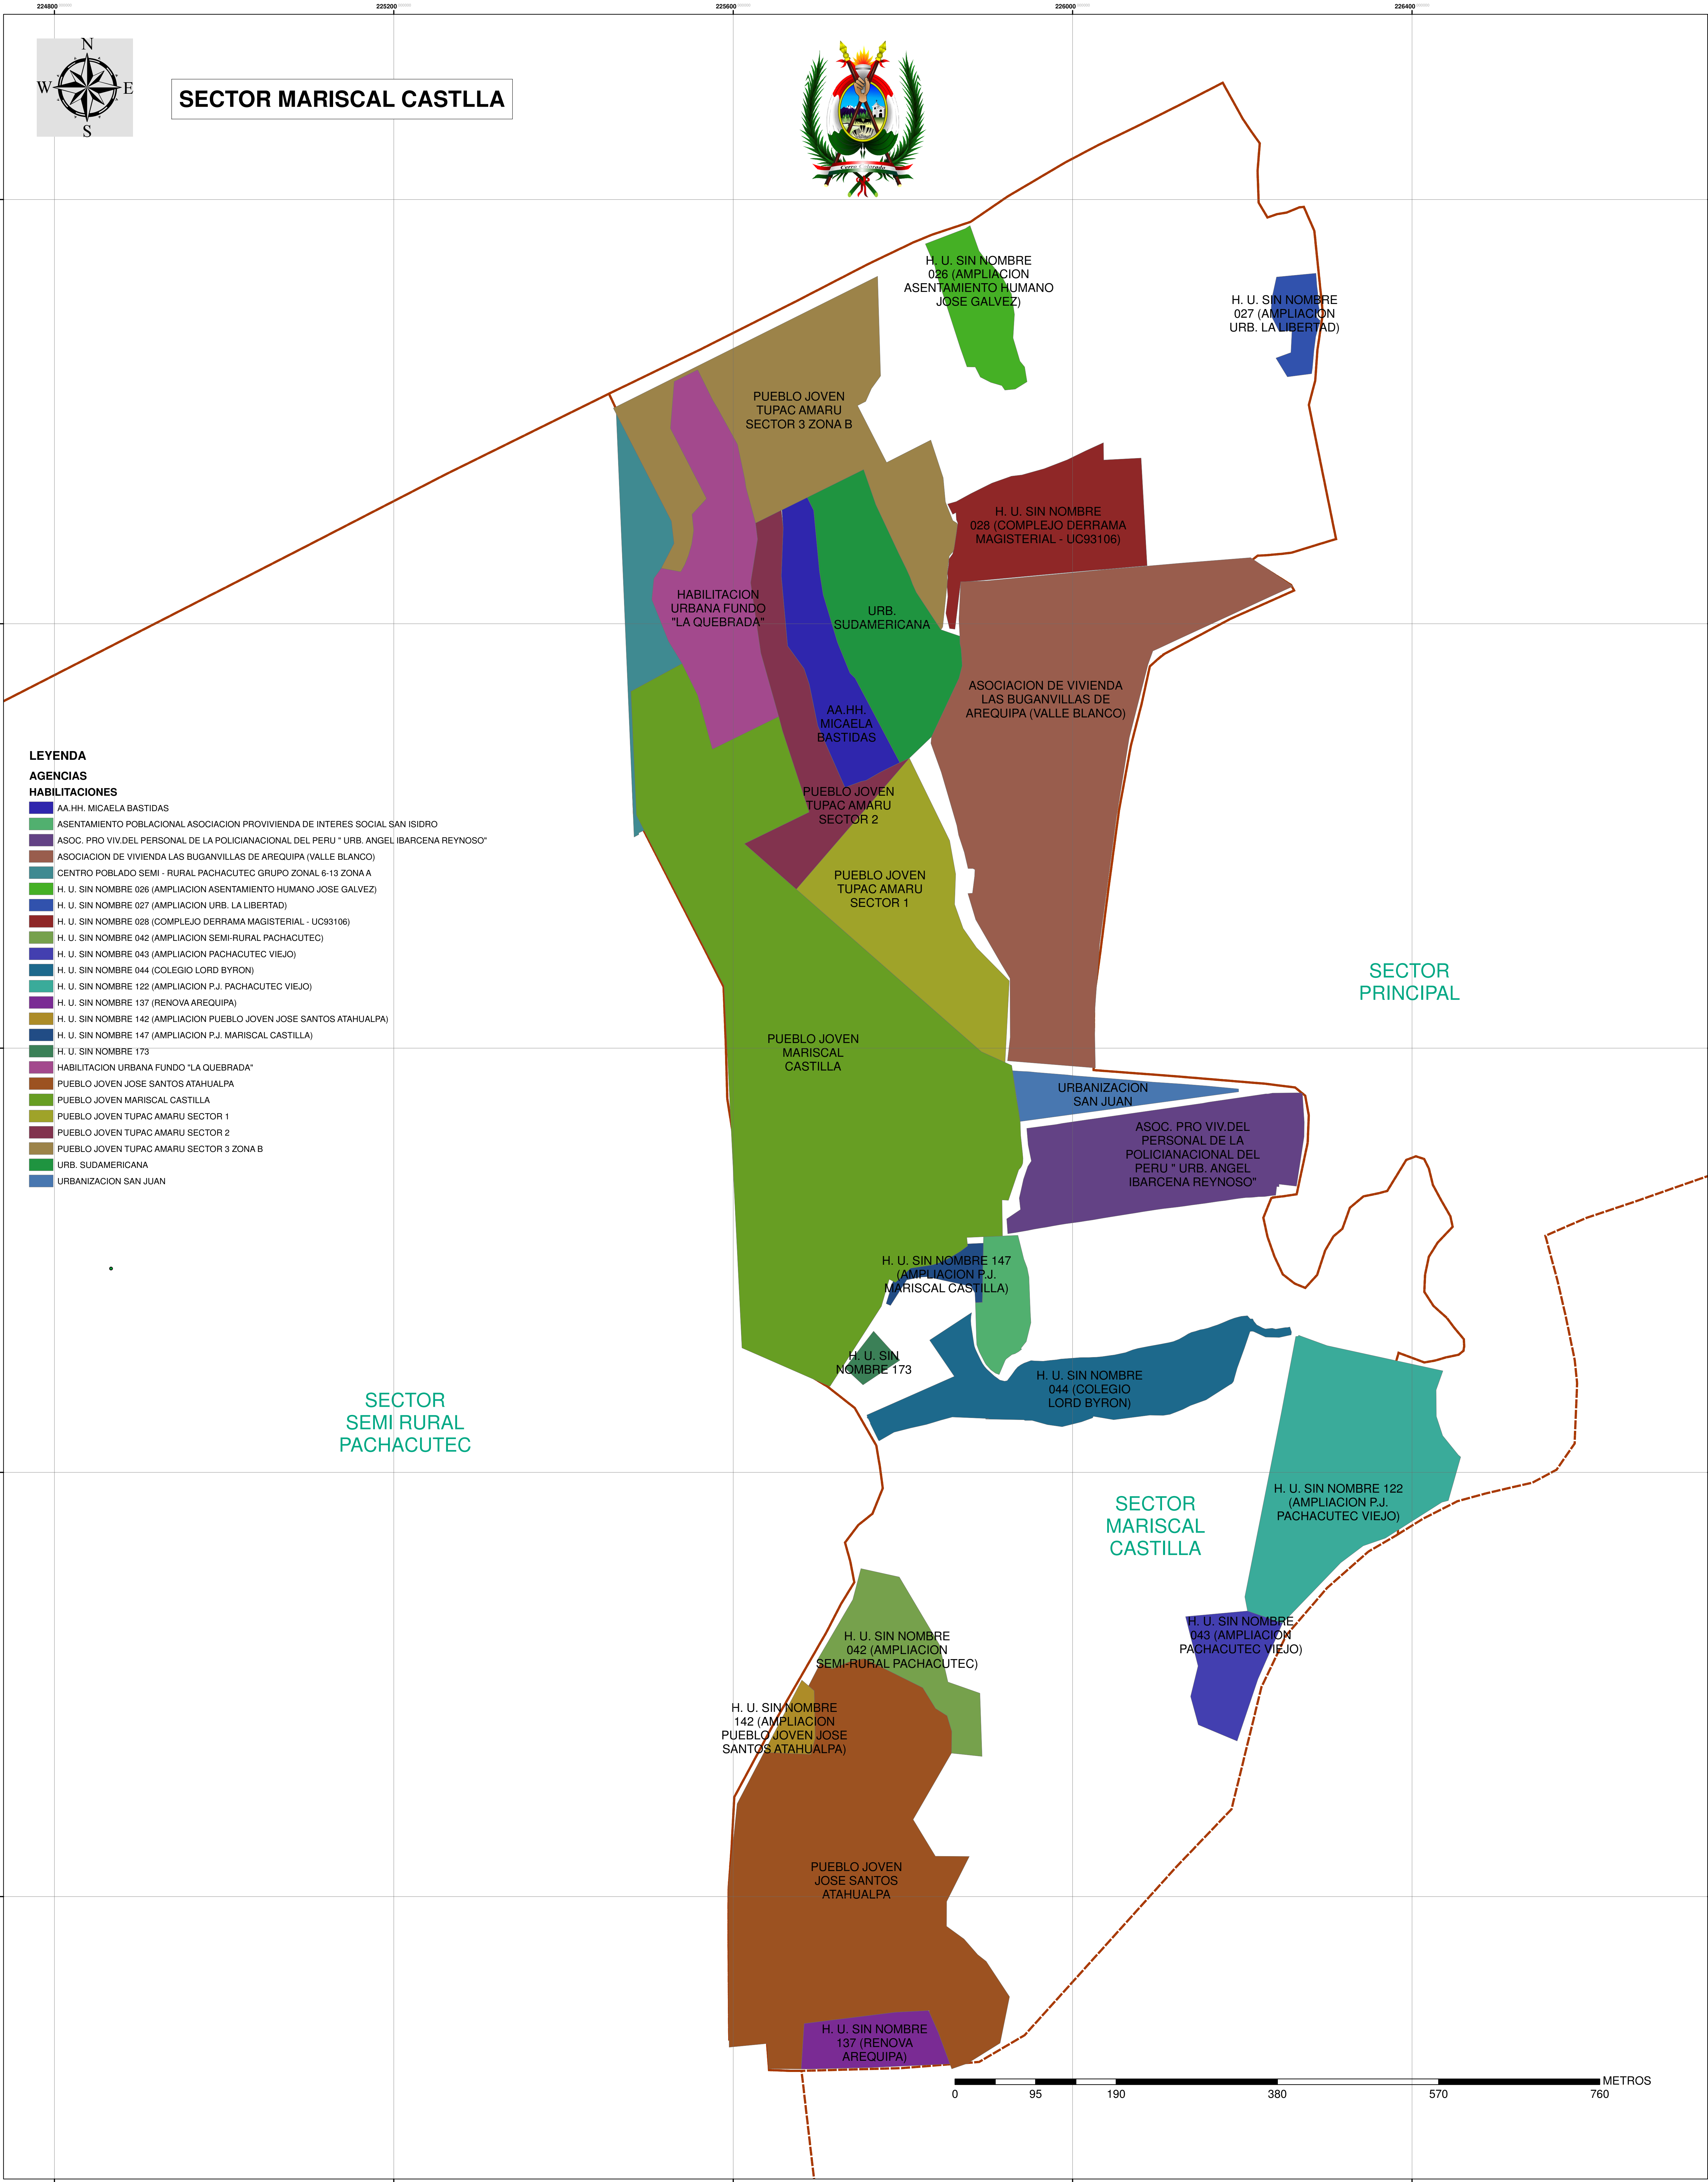 224800
225200
225600
226000
226400
N
W
E
S
SECTOR MARISCAL CASTLLA
H. U. SIN NOMBRE
026 (AMPLIACION
ASENTAMIENTO HUMANO
JOSE GALVEZ)
H. U. SIN NOMBRE
027 (AMPLIACION
URB. LA LIBERTAD)
PUEBLO JOVEN
TUPAC AMARU
SECTOR 3 ZONA B
H. U. SIN NOMBRE
028 (COMPLEJO DERRAMA
MAGISTERIAL - UC93106)
HABILITACION
URBANA FUNDO
"LA QUEBRADA"
URB.
SUDAMERICANA
ASOCIACION DE VIVIENDA
LAS BUGANVILLAS DE
AREQUIPA (VALLE BLANCO)
AA.HH.
MICAELA
BASTIDAS
PUEBLO JOVEN
TUPAC AMARU
SECTOR 2
PUEBLO JOVEN
TUPAC AMARU
SECTOR 1
LEYENDA
AGENCIAS
HABILITACIONES
AA.HH. MICAELA BASTIDAS
ASENTAMIENTO POBLACIONAL ASOCIACION PROVIVIENDA DE INTERES SOCIAL SAN ISIDRO
ASOC. PRO VIV.DEL PERSONAL DE LA POLICIANACIONAL DEL PERU " URB. ANGEL IBARCENA REYNOSO"
ASOCIACION DE VIVIENDA LAS BUGANVILLAS DE AREQUIPA (VALLE BLANCO)
CENTRO POBLADO SEMI - RURAL PACHACUTEC GRUPO ZONAL 6-13 ZONA A
H. U. SIN NOMBRE 026 (AMPLIACION ASENTAMIENTO HUMANO JOSE GALVEZ)
H. U. SIN NOMBRE 027 (AMPLIACION URB. LA LIBERTAD)
H. U. SIN NOMBRE 028 (COMPLEJO DERRAMA MAGISTERIAL - UC93106)
H. U. SIN NOMBRE 042 (AMPLIACION SEMI-RURAL PACHACUTEC)
H. U. SIN NOMBRE 043 (AMPLIACION PACHACUTEC VIEJO)
H. U. SIN NOMBRE 044 (COLEGIO LORD BYRON)
H. U. SIN NOMBRE 122 (AMPLIACION P.J. PACHACUTEC VIEJO)
H. U. SIN NOMBRE 137 (RENOVA AREQUIPA)
H. U. SIN NOMBRE 142 (AMPLIACION PUEBLO JOVEN JOSE SANTOS ATAHUALPA)
H. U. SIN NOMBRE 147 (AMPLIACION P.J. MARISCAL CASTILLA)
H. U. SIN NOMBRE 173
HABILITACION URBANA FUNDO "LA QUEBRADA"
PUEBLO JOVEN JOSE SANTOS ATAHUALPA
PUEBLO JOVEN MARISCAL CASTILLA
PUEBLO JOVEN TUPAC AMARU SECTOR 1
PUEBLO JOVEN TUPAC AMARU SECTOR 2
PUEBLO JOVEN TUPAC AMARU SECTOR 3 ZONA B
URB. SUDAMERICANA
URBANIZACION SAN JUAN
SECTOR
PRINCIPAL
PUEBLO JOVEN
MARISCAL
CASTILLA
URBANIZACION
SAN JUAN
ASOC. PRO VIV.DEL
PERSONAL DE LA
POLICIANACIONAL DEL
PERU " URB. ANGEL
IBARCENA REYNOSO"
H. U. SIN NOMBRE 147
(AMPLIACION P.J.
MARISCAL CASTILLA)
H. U. SIN
NOMBRE 173
H. U. SIN NOMBRE
044 (COLEGIO
LORD BYRON)
SECTOR
SEMI RURAL
PACHACUTEC
H. U. SIN NOMBRE 122
(AMPLIACION P.J.
PACHACUTEC VIEJO)
SECTOR
MARISCAL
CASTILLA
H. U. SIN NOMBRE
043 (AMPLIACION
PACHACUTEC VIEJO)
H. U. SIN NOMBRE
042 (AMPLIACION
SEMI-RURAL PACHACUTEC)
H. U. SIN NOMBRE
142 (AMPLIACION
PUEBLO JOVEN JOSE
SANTOS ATAHUALPA)
PUEBLO JOVEN
JOSE SANTOS
ATAHUALPA
H. U. SIN NOMBRE
137 (RENOVA
AREQUIPA)
METROS
0
95
190
380
570
760